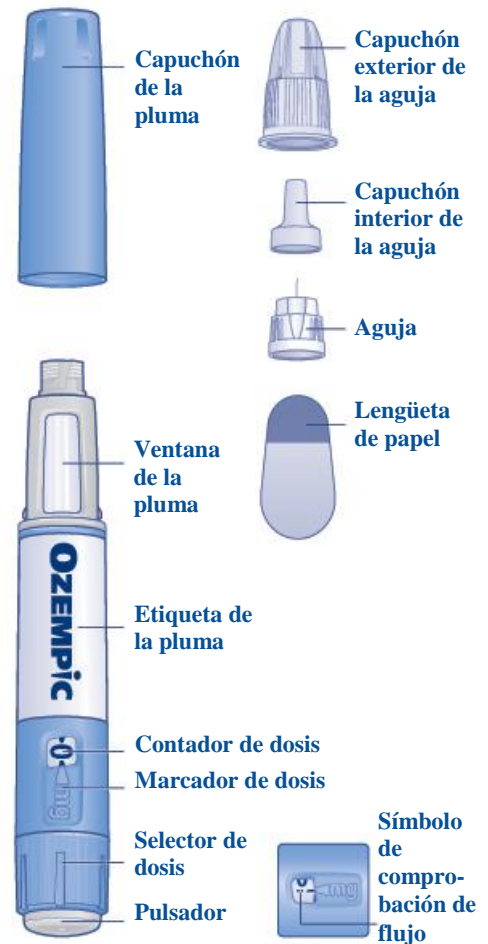 Capuchón
de la
pluma
Capuchón
exterior de
la aguja
Capuchón
interior de
la aguja
Aguja
Lengüeta
de papel
Ventana
de la
pluma
OZEMPIC
Etiqueta de
la pluma
0
Contador de dosis
mg
Marcador de dosis
Selector de
dosis
Pulsador
Símbolo
de
compro-
bación de
flujo
mg